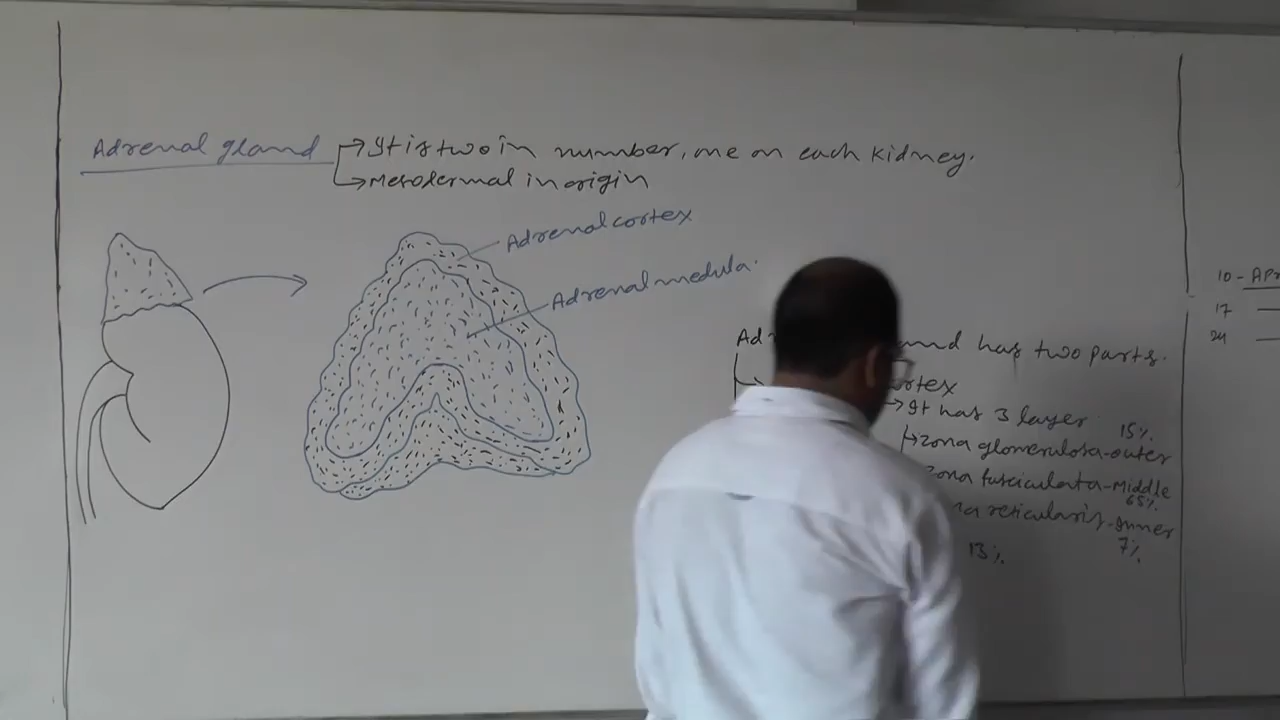 Adrenal gland → It is two in number, one on each kidney.
→ Mesodermal in origin
Adrenal cortex
Adrenal medula.
Ad and has two parts.
ortex
→ It has 3 layer
15%.
→ zona glomerulosa - outer
zona fasciculata - Middle
65%.
na reticularis - Inner
13%.
7%.
10 - Apr
17 —
24 —